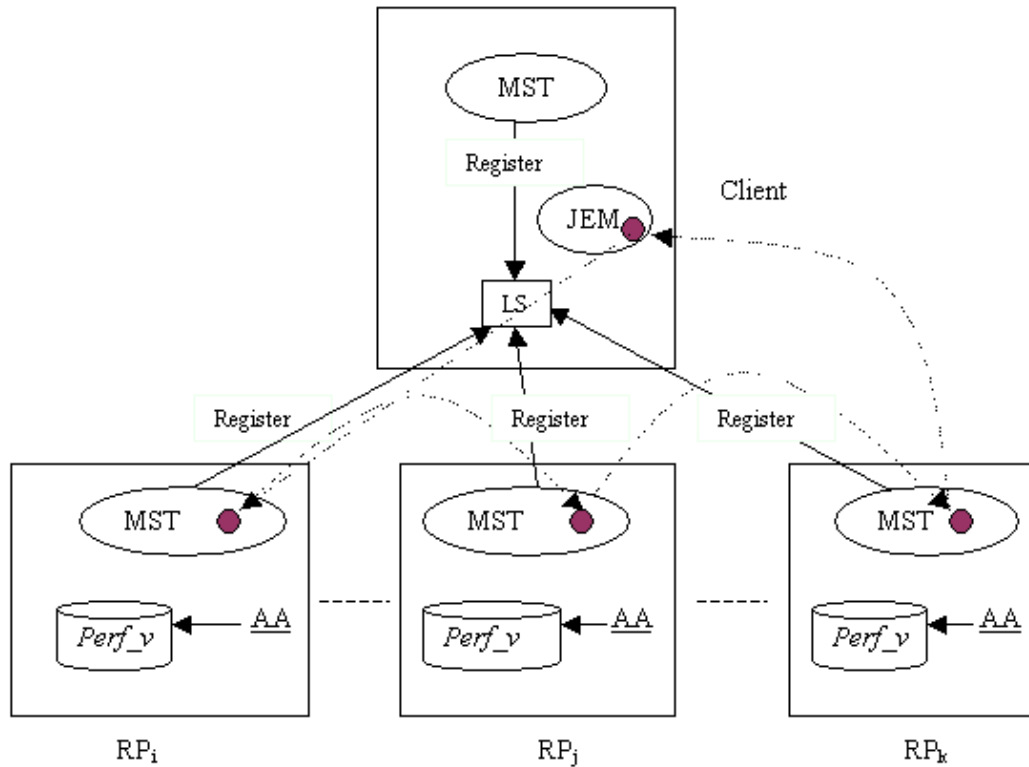 MST
Register
JEM
Client
LS
Register
Register
Register
MST
MST
MST
Perf_v
AA
Perf_v
AA
Perf_v
AA
RPi
RPj
RPk